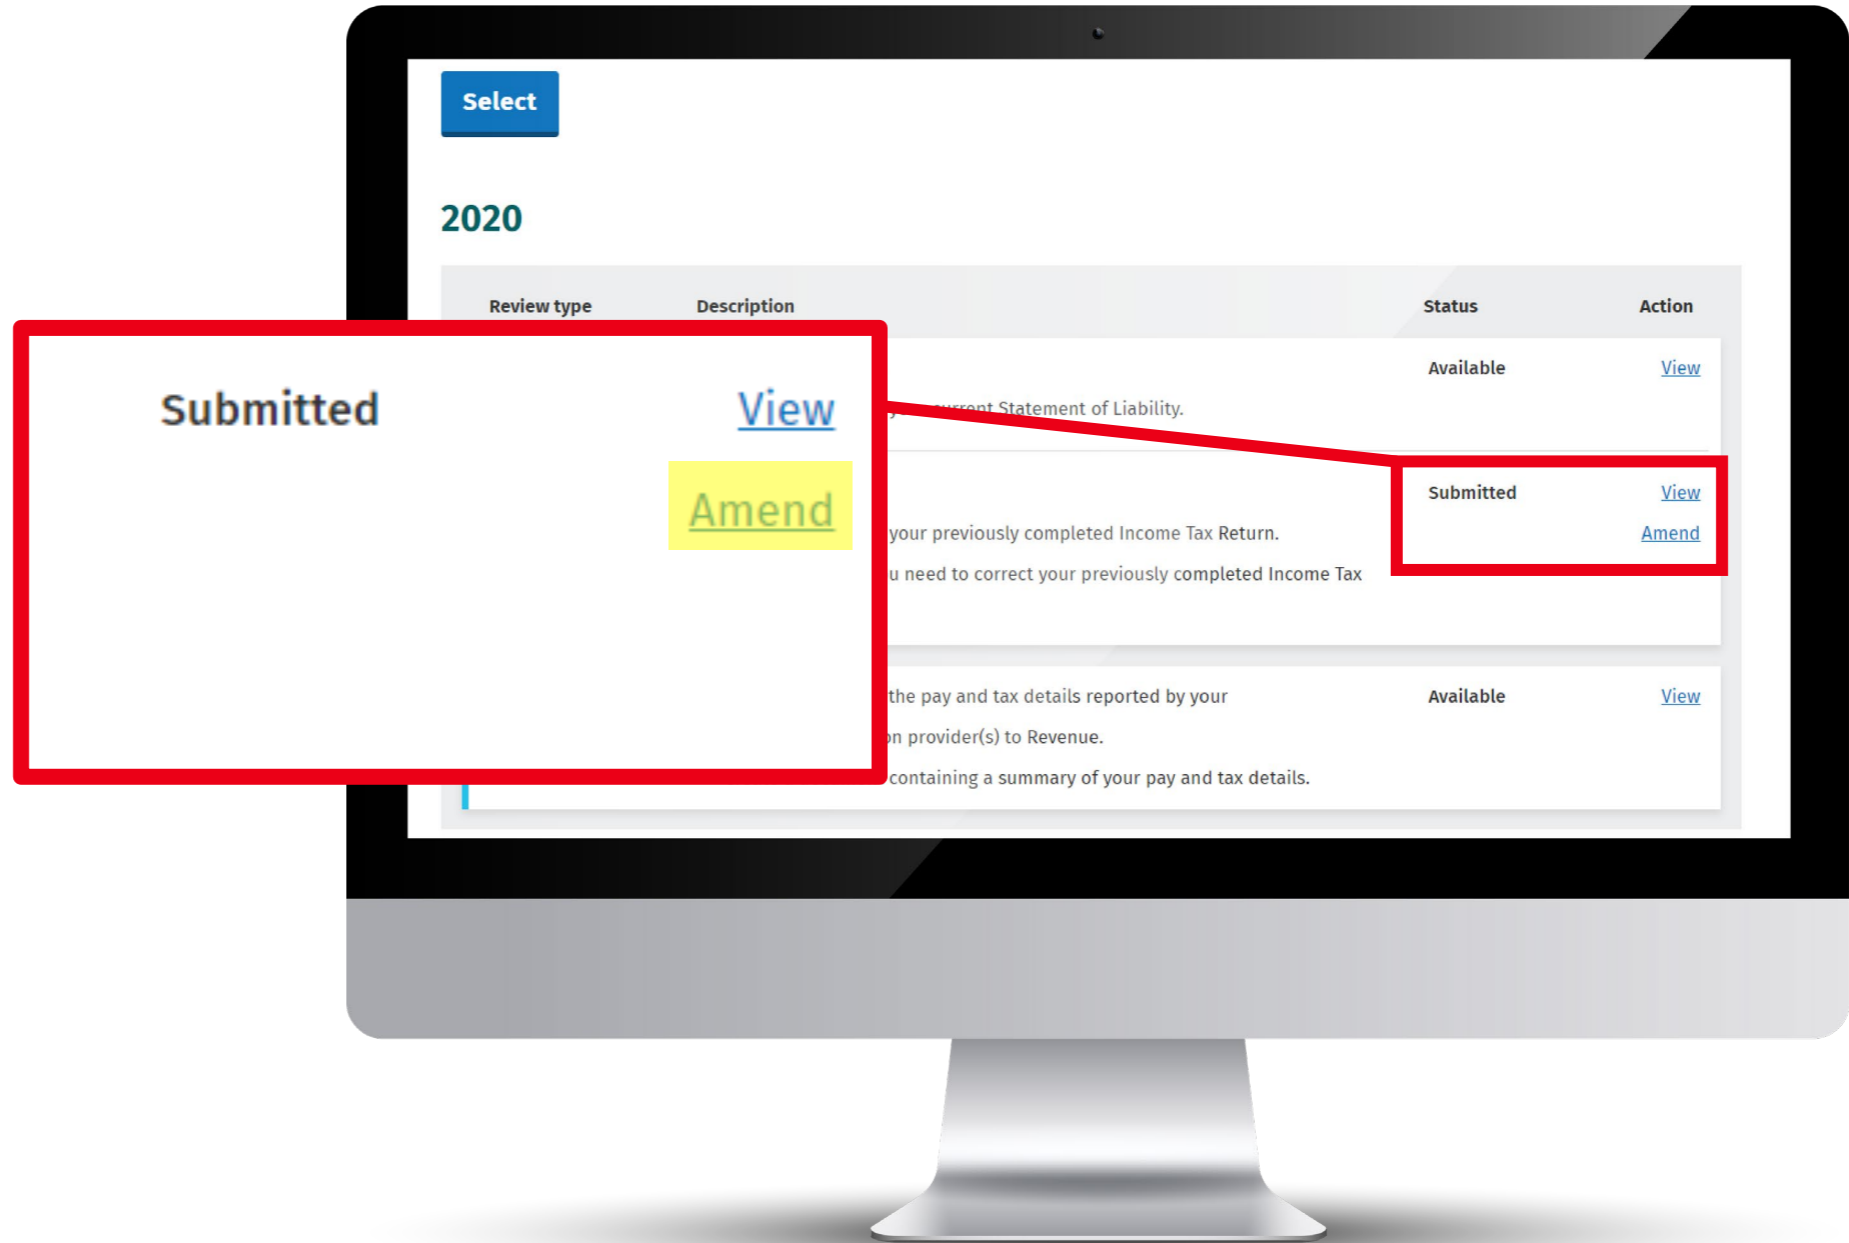 Select
2020
Review type Description Status Action
Available View
current Statement of Liability.
Submitted View
Amend
Submitted View
your previously completed Income Tax Return. Amend
need to correct your previously completed Income Tax
the pay and tax details reported by your Available View
provider(s) to Revenue.
containing a summary of your pay and tax details.